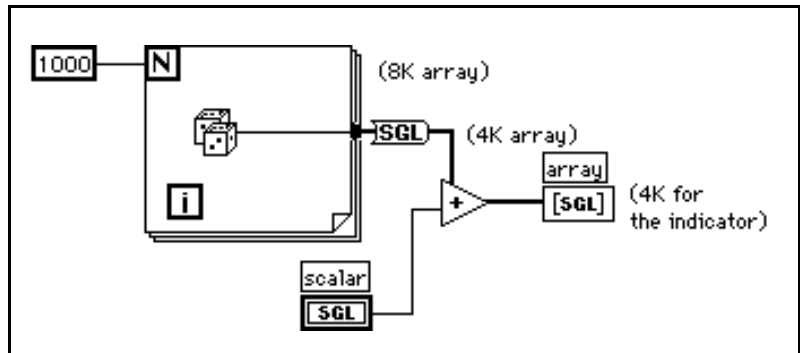 1000
N
(8K array)
SGL
(4K array)
array
+
[SGL]
(4K for
the indicator)
i
scalar
SGL